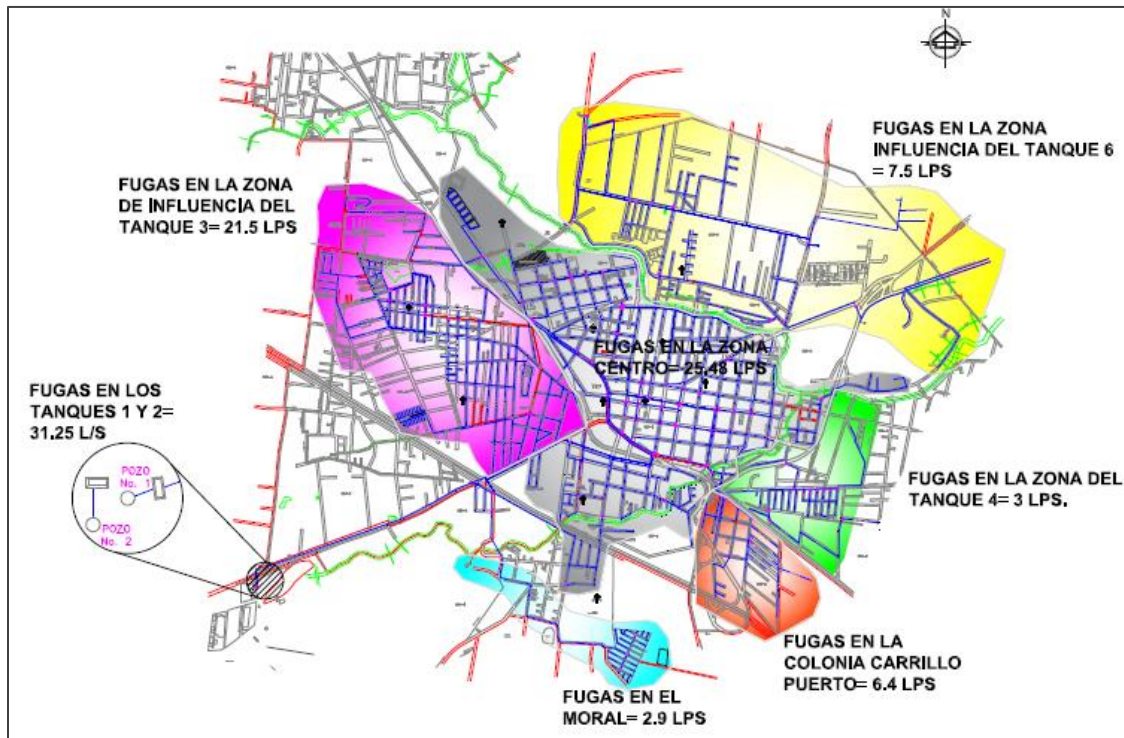 N
FUGAS EN LA ZONA
INFLUENCIA DEL TANQUE 6
= 7.5 LPS
FUGAS EN LA ZONA
DE INFLUENCIA DEL
TANQUE 3= 21.5 LPS
FUGAS EN LA ZONA
CENTRO= 25.48 LPS
FUGAS EN LOS
TANQUES 1 Y 2=
31.25 L/S
POZO
No. 1
POZO
No. 2
FUGAS EN LA ZONA DEL
TANQUE 4= 3 LPS.
FUGAS EN LA
COLONIA CARRILLO
PUERTO= 6.4 LPS
FUGAS EN EL
MORAL= 2.9 LPS